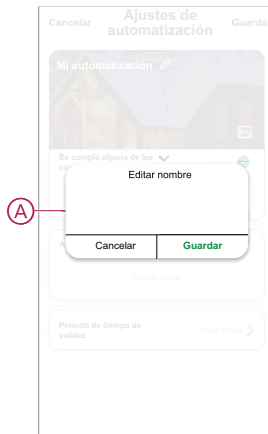 Cancelar
Ajustes de
automatización
Guarda
Mi automatización
Se cumple alguna de las
Editar nombre
A
Cancelar
Guardar
Período de tiempo de
validez
Todo el día